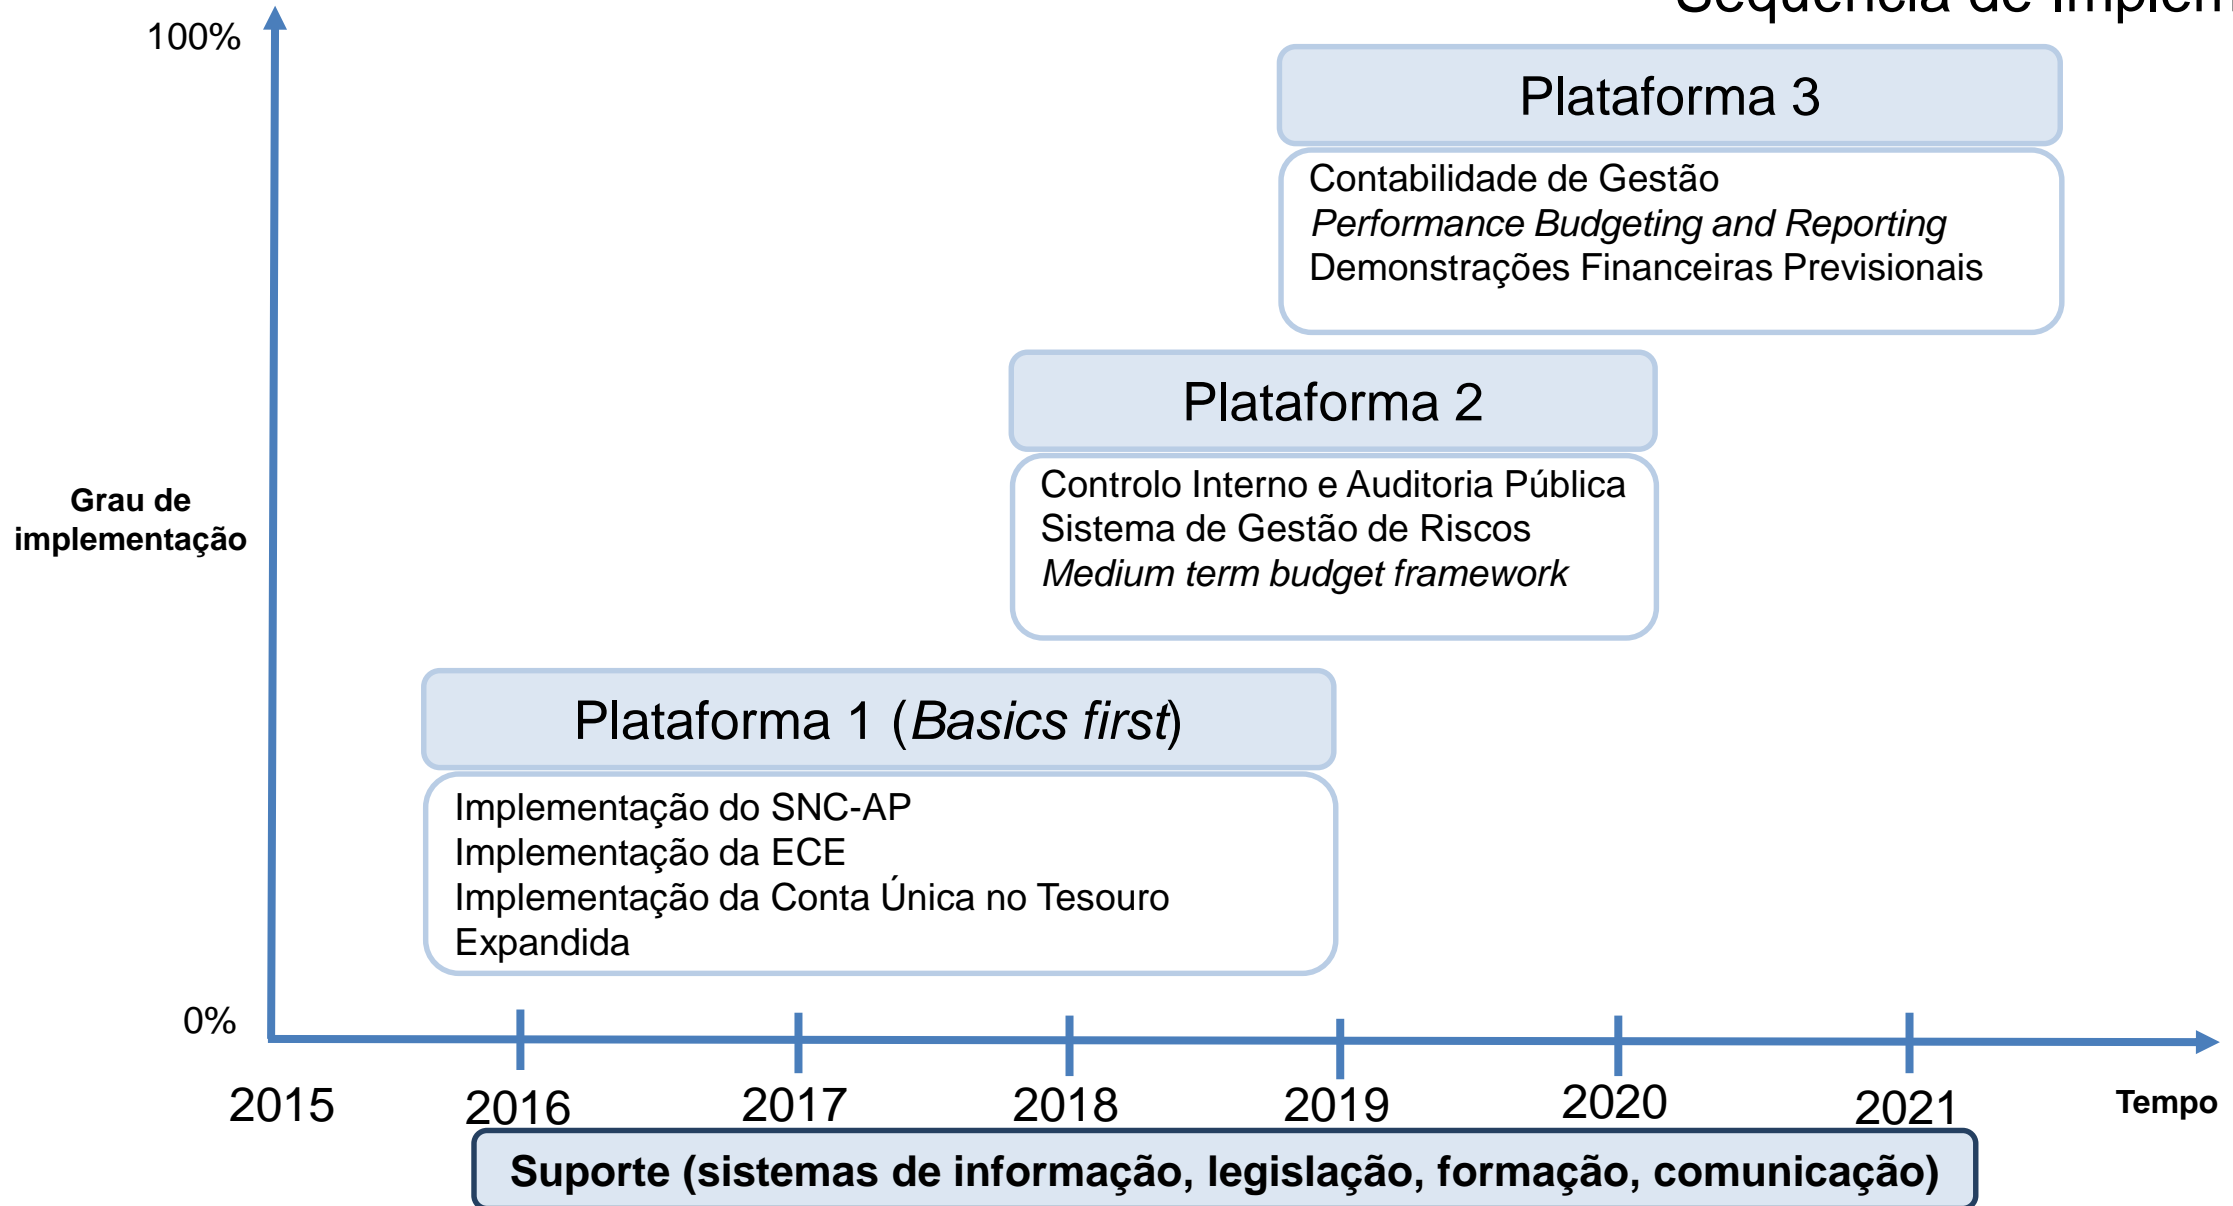 Sequência de Implem
100%
Plataforma 3
Contabilidade de Gestão
Performance Budgeting and Reporting
Demonstrações Financeiras Previsionais
Plataforma 2
Controlo Interno e Auditoria Pública
Sistema de Gestão de Riscos
Medium term budget framework
Grau de
implementação
Plataforma 1 (Basics first)
Implementação do SNC-AP
Implementação da ECE
Implementação da Conta Única no Tesouro
Expandida
0%
2015 2016 2017 2018 2019 2020 2021 Tempo
Suporte (sistemas de informação, legislação, formação, comunicação)